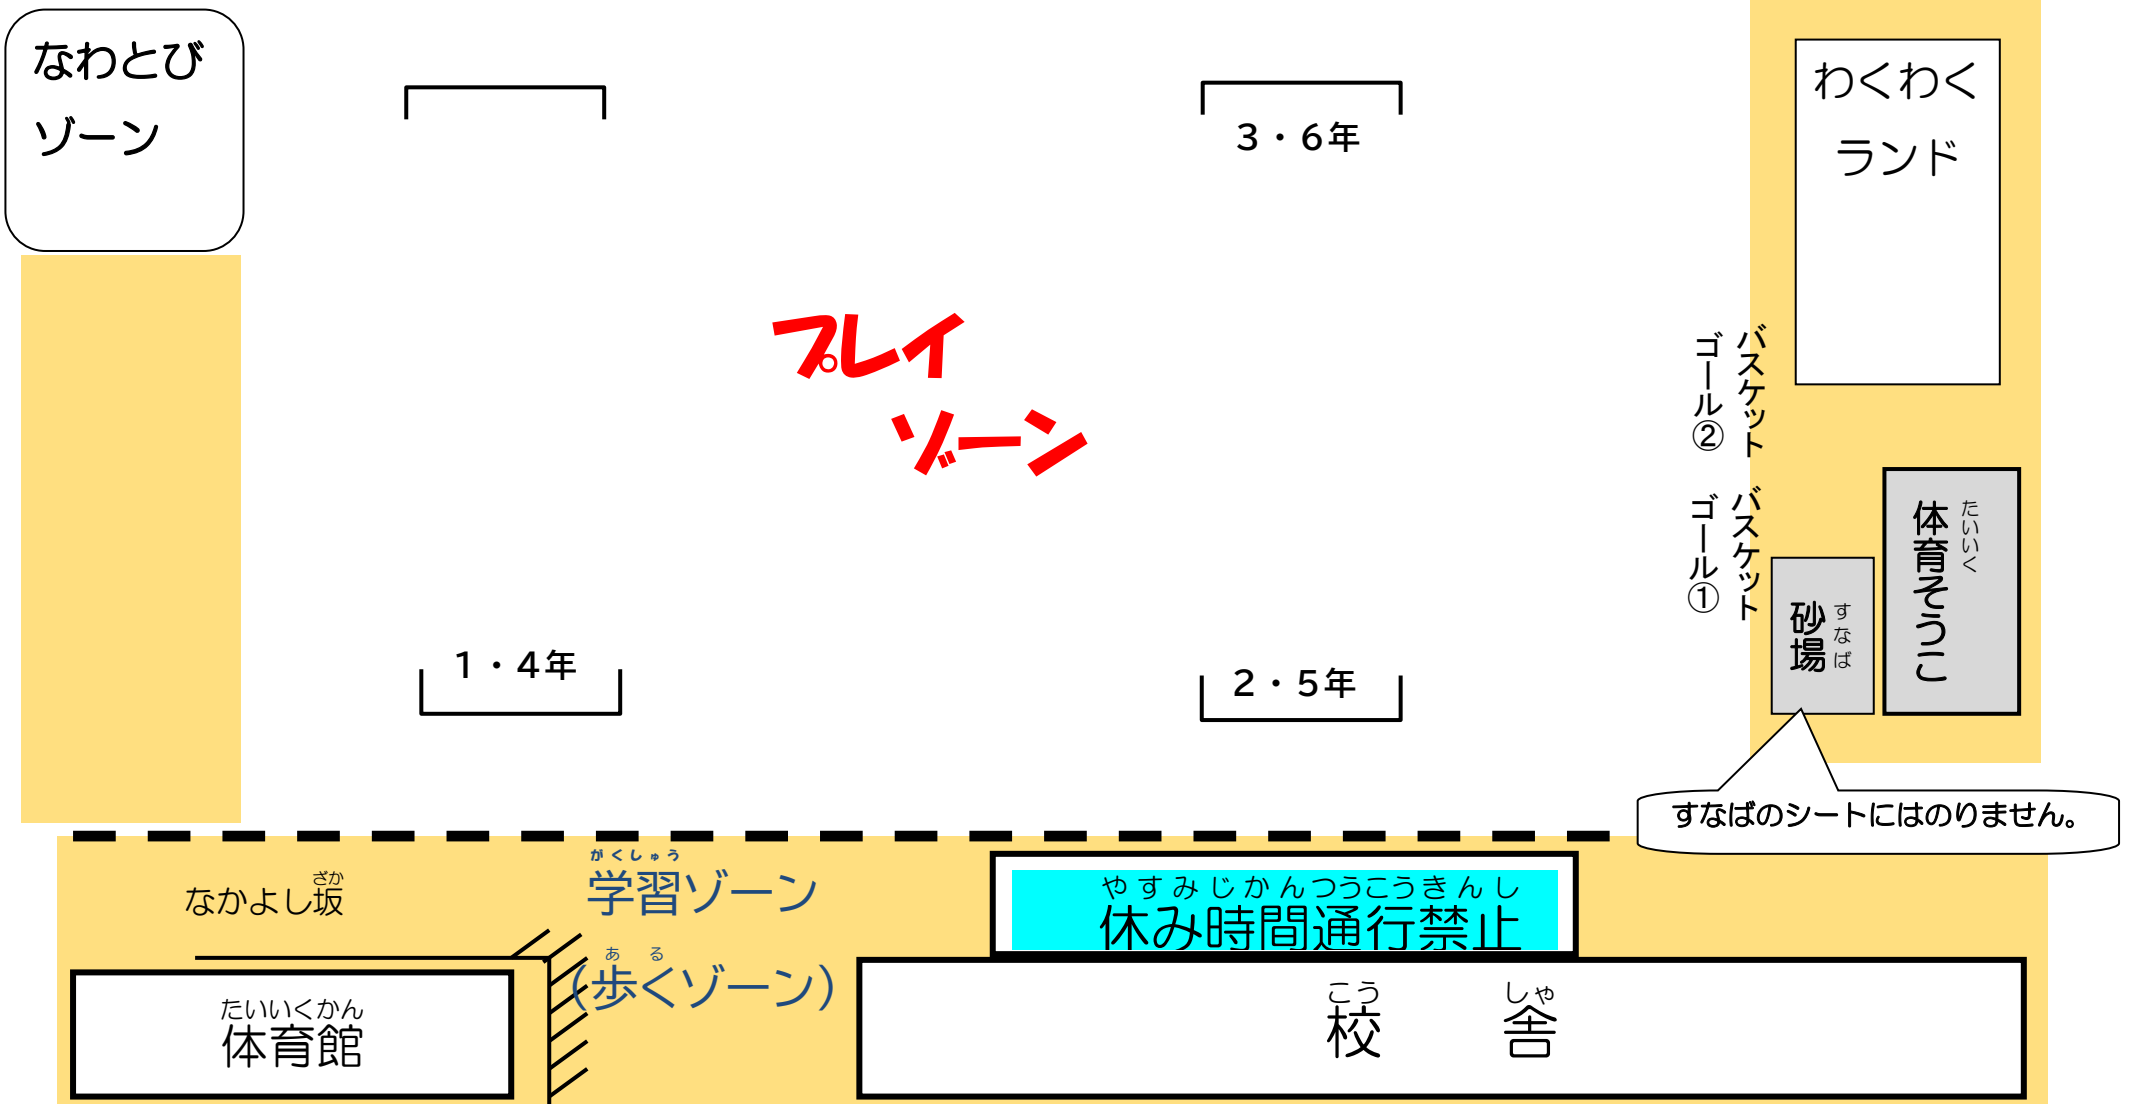 なわとび
ゾーン
3・6年
わくわく
ランド
プレイ
ゾーン
バスケット
ゴール②
バスケット
ゴール①
たいいく
体育そうこ
すなば
砂場
1・4年
2・5年
すなばのシートにはのりません。
がくしゅう
学習ゾーン
ざか
なかよし坂
ある
(歩くゾーン)
やすみじかんつうこうきんし
休み時間通行禁止
たいいくかん
体育館
こう しゃ
校 舎